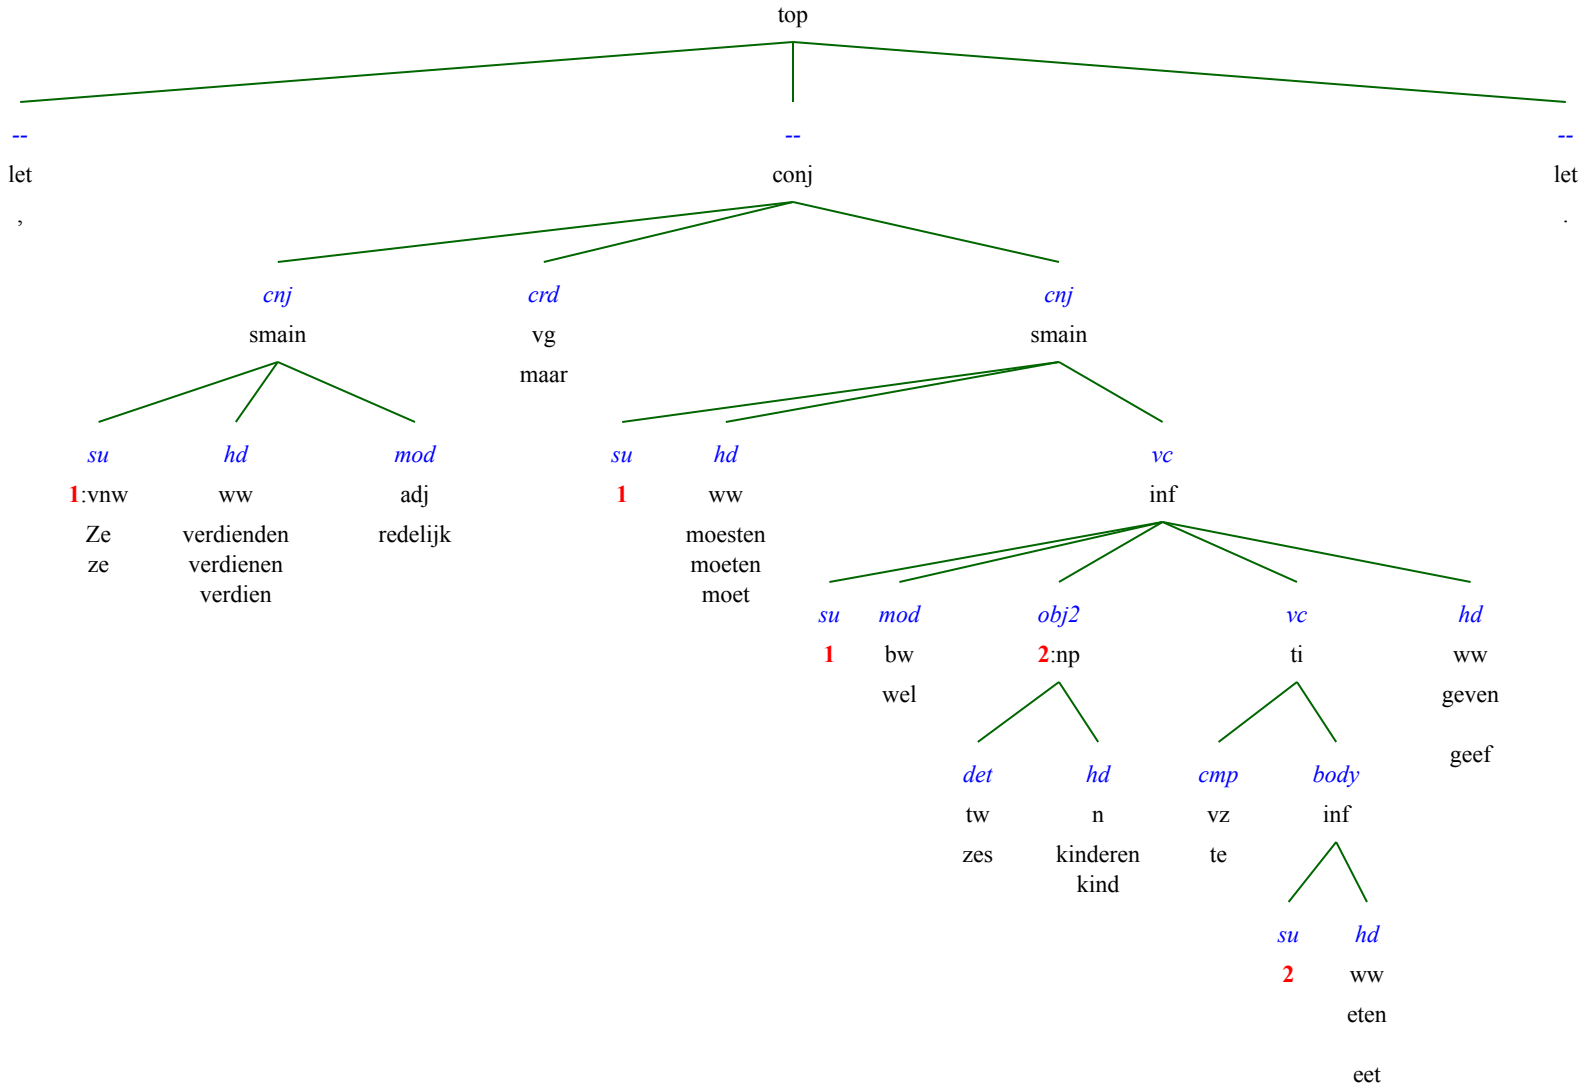 top
-- -- --
let conj let
, .
cnj crd cnj
smain vg smain
maar
su hd mod su hd vc
1:vnw ww adj 1 ww inf
Ze verdienden redelijk moesten
ze verdienen moeten
verdien moet
su mod obj2 vc hd
1 bw 2:np ti ww
wel geven
geef
det hd cmp body
tw n vz inf
zes kinderen te
kind
su hd
2 ww
eten
eet